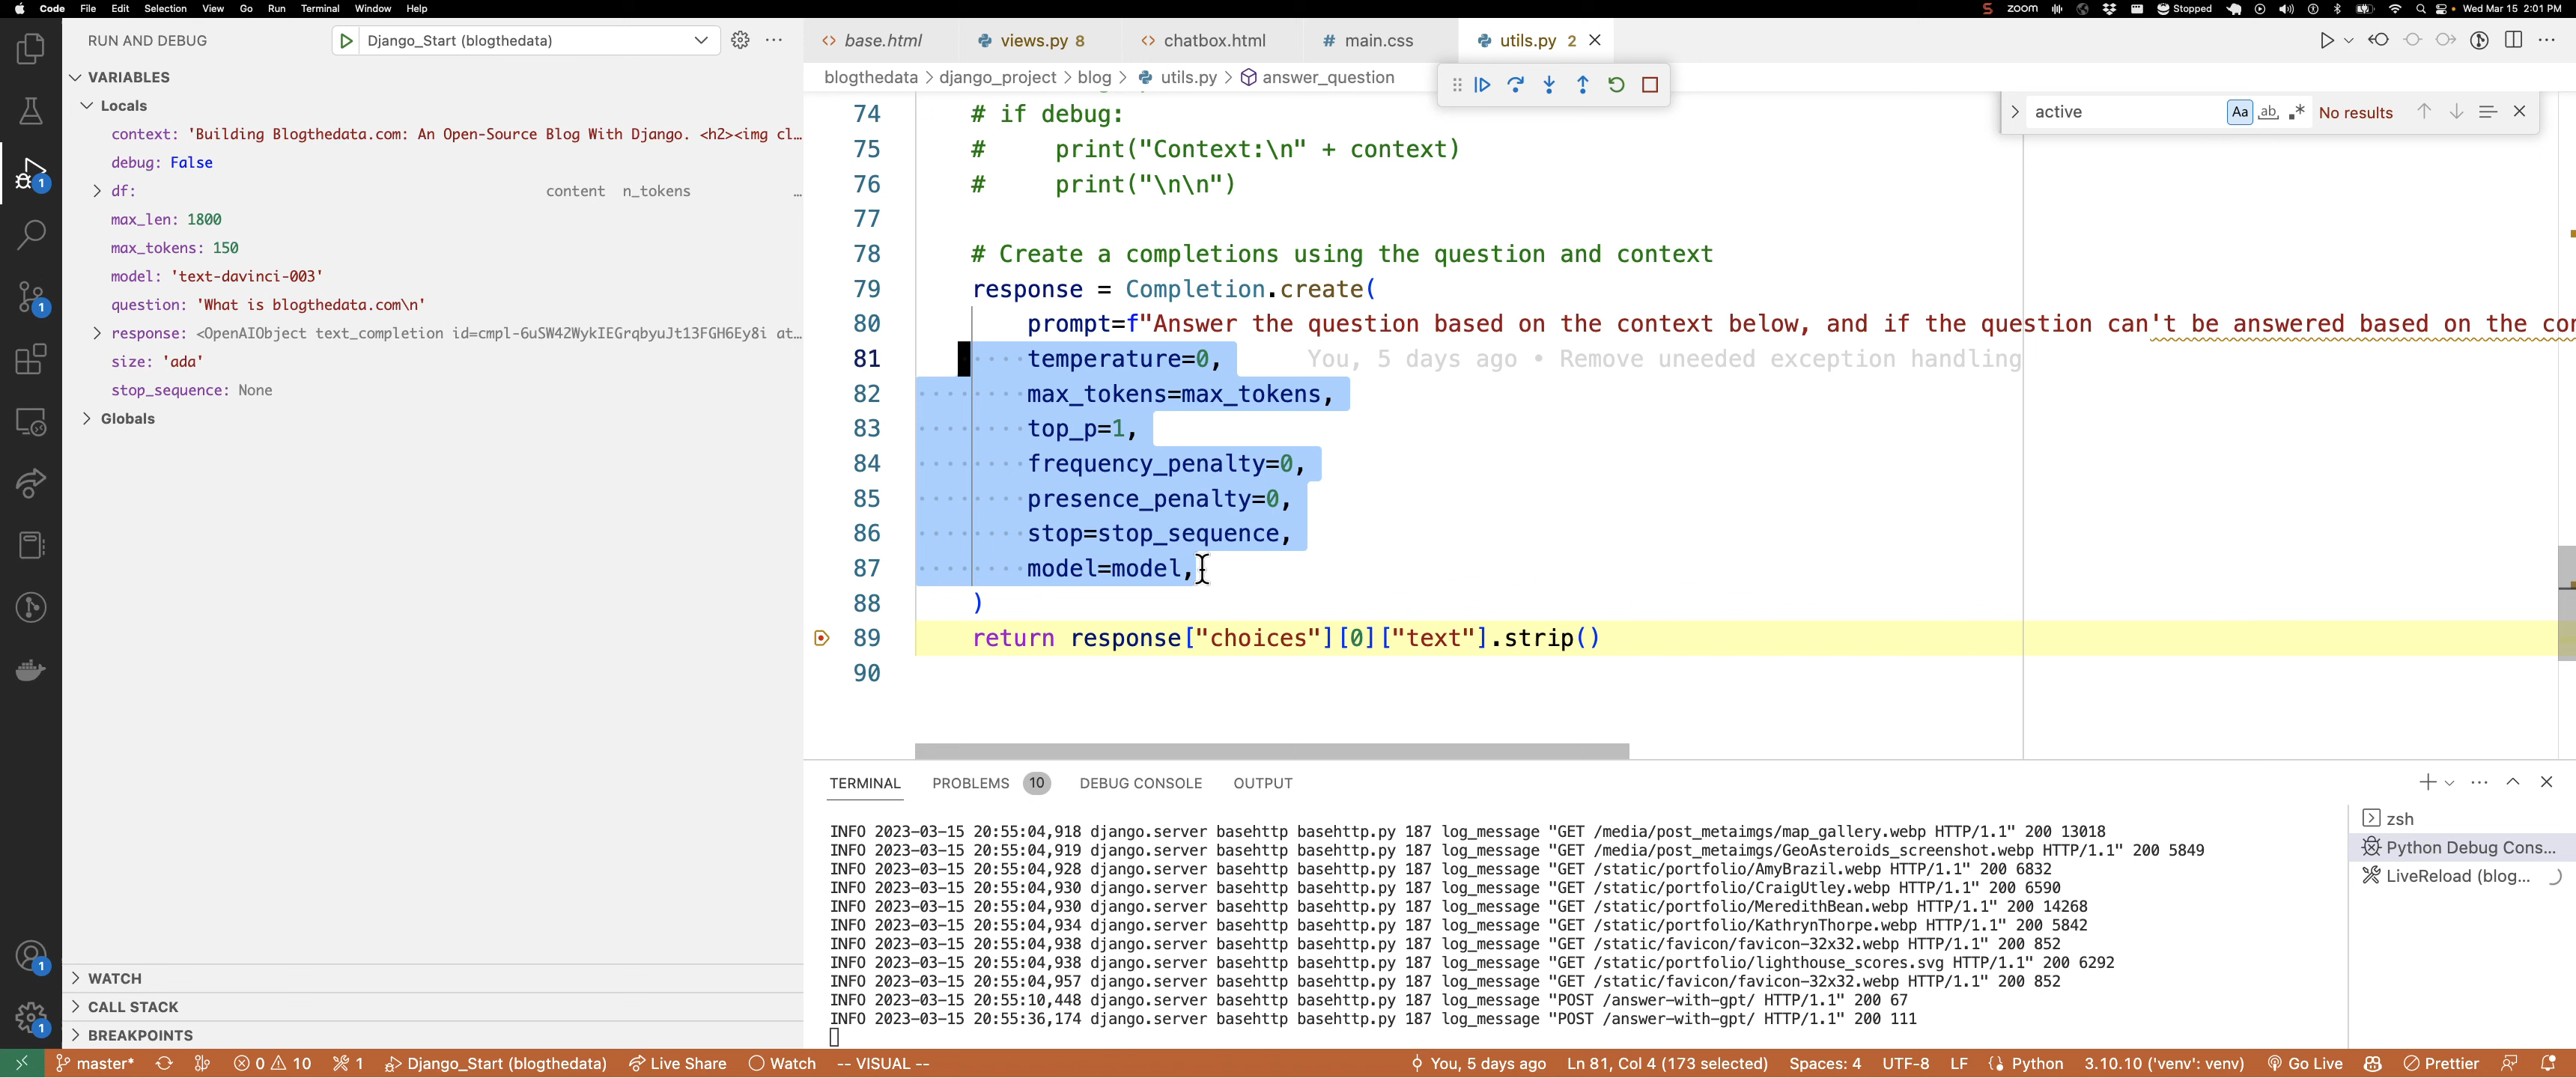 Code File Edit Selection View Go Run Terminal Window Help
S zoom Stopped Wed Mar 15 2:01 PM
RUN AND DEBUG
Django_Start (blogthedata)
base.html
views.py 8
chatbox.html
# main.css
utils.py 2
blogthedata > django_project > blog > utils.py > answer_question
active
Aa ab
No results
VARIABLES
Locals
context: 'Building Blogthedata.com: An Open-Source Blog With Django. <h2><img cl…
debug: False
df: content n_tokens …
max_len: 1800
max_tokens: 150
model: 'text-davinci-003'
question: 'What is blogthedata.com\n'
response: <OpenAIObject text_completion id=cmpl-6uSW42WykIEGrqbyuJt13FGH6Ey8i at…
size: 'ada'
stop_sequence: None
Globals
WATCH
CALL STACK
BREAKPOINTS
1
1
1
1
74 # if debug:
75 #     print("Context:\n" + context)
76 #     print("\n\n")
77
78 # Create a completions using the question and context
79 response = Completion.create(
80     prompt=f"Answer the question based on the context below, and if the question can't be answered based on the con
81     temperature=0, You, 5 days ago • Remove uneeded exception handling
82     max_tokens=max_tokens,
83     top_p=1,
84     frequency_penalty=0,
85     presence_penalty=0,
86     stop=stop_sequence,
87     model=model,
88 )
89 return response["choices"][0]["text"].strip()
90
TERMINAL PROBLEMS 10 DEBUG CONSOLE OUTPUT
INFO 2023-03-15 20:55:04,918 django.server basehttp basehttp.py 187 log_message "GET /media/post_metaimgs/map_gallery.webp HTTP/1.1" 200 13018
INFO 2023-03-15 20:55:04,919 django.server basehttp basehttp.py 187 log_message "GET /media/post_metaimgs/GeoAsteroids_screenshot.webp HTTP/1.1" 200 5849
INFO 2023-03-15 20:55:04,928 django.server basehttp basehttp.py 187 log_message "GET /static/portfolio/AmyBrazil.webp HTTP/1.1" 200 6832
INFO 2023-03-15 20:55:04,930 django.server basehttp basehttp.py 187 log_message "GET /static/portfolio/CraigUtley.webp HTTP/1.1" 200 6590
INFO 2023-03-15 20:55:04,930 django.server basehttp basehttp.py 187 log_message "GET /static/portfolio/MeredithBean.webp HTTP/1.1" 200 14268
INFO 2023-03-15 20:55:04,934 django.server basehttp basehttp.py 187 log_message "GET /static/portfolio/KathrynThorpe.webp HTTP/1.1" 200 5842
INFO 2023-03-15 20:55:04,938 django.server basehttp basehttp.py 187 log_message "GET /static/favicon/favicon-32x32.webp HTTP/1.1" 200 852
INFO 2023-03-15 20:55:04,938 django.server basehttp basehttp.py 187 log_message "GET /static/portfolio/lighthouse_scores.svg HTTP/1.1" 200 6292
INFO 2023-03-15 20:55:04,957 django.server basehttp basehttp.py 187 log_message "GET /static/favicon/favicon-32x32.webp HTTP/1.1" 200 852
INFO 2023-03-15 20:55:10,448 django.server basehttp basehttp.py 187 log_message "POST /answer-with-gpt/ HTTP/1.1" 200 67
INFO 2023-03-15 20:55:36,174 django.server basehttp basehttp.py 187 log_message "POST /answer-with-gpt/ HTTP/1.1" 200 111
zsh
Python Debug Cons…
LiveReload (blog…
master* 0 10 1 Django_Start (blogthedata) Live Share Watch -- VISUAL -- You, 5 days ago Ln 81, Col 4 (173 selected) Spaces: 4 UTF-8 LF Python 3.10.10 ('venv': venv) Go Live Prettier